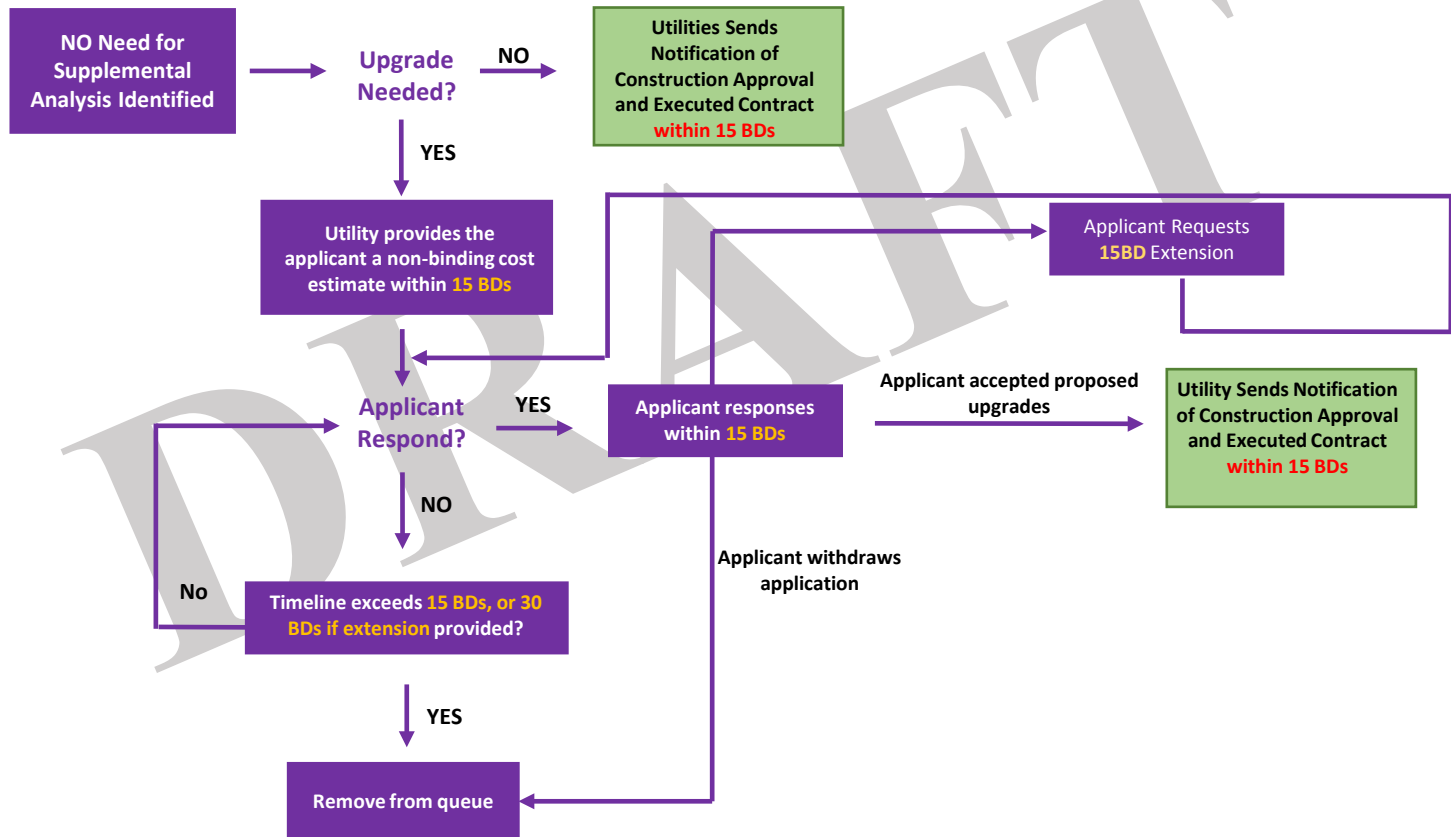 NO Need for
Supplemental
Analysis Identified
Upgrade
Needed?
NO
Utilities Sends
Notification of
Construction Approval
and Executed Contract
within 15 BDs
YES
Utility provides the
applicant a non-binding cost
estimate within 15 BDs
Applicant Requests
15BD Extension
Applicant
Respond?
YES
Applicant responses
within 15 BDs
Applicant accepted proposed
upgrades
Utility Sends Notification
of Construction Approval
and Executed Contract
within 15 BDs
NO
Applicant withdraws
application
No
Timeline exceeds 15 BDs, or 30
BDs if extension provided?
YES
Remove from queue
DRAFT